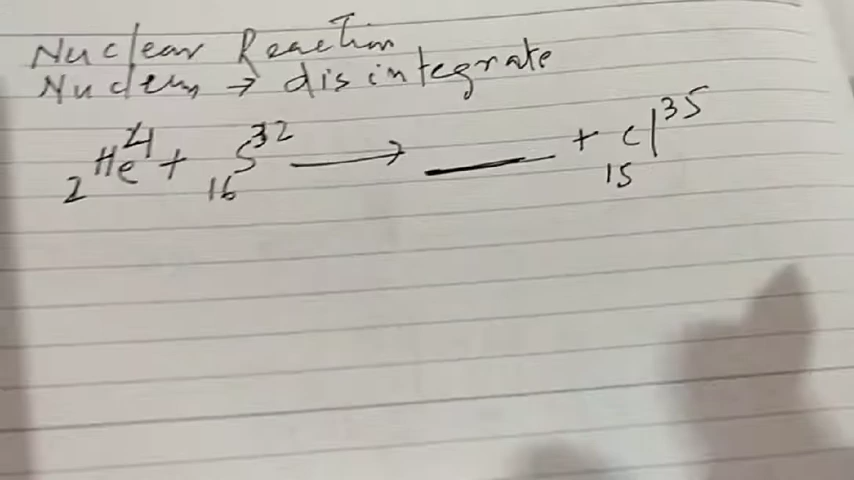 Nuclear Reaction
Nucleus → disintegrate
₂He⁴ + ₁₆S³² ⟶ ____ + ₁₅Cl³⁵